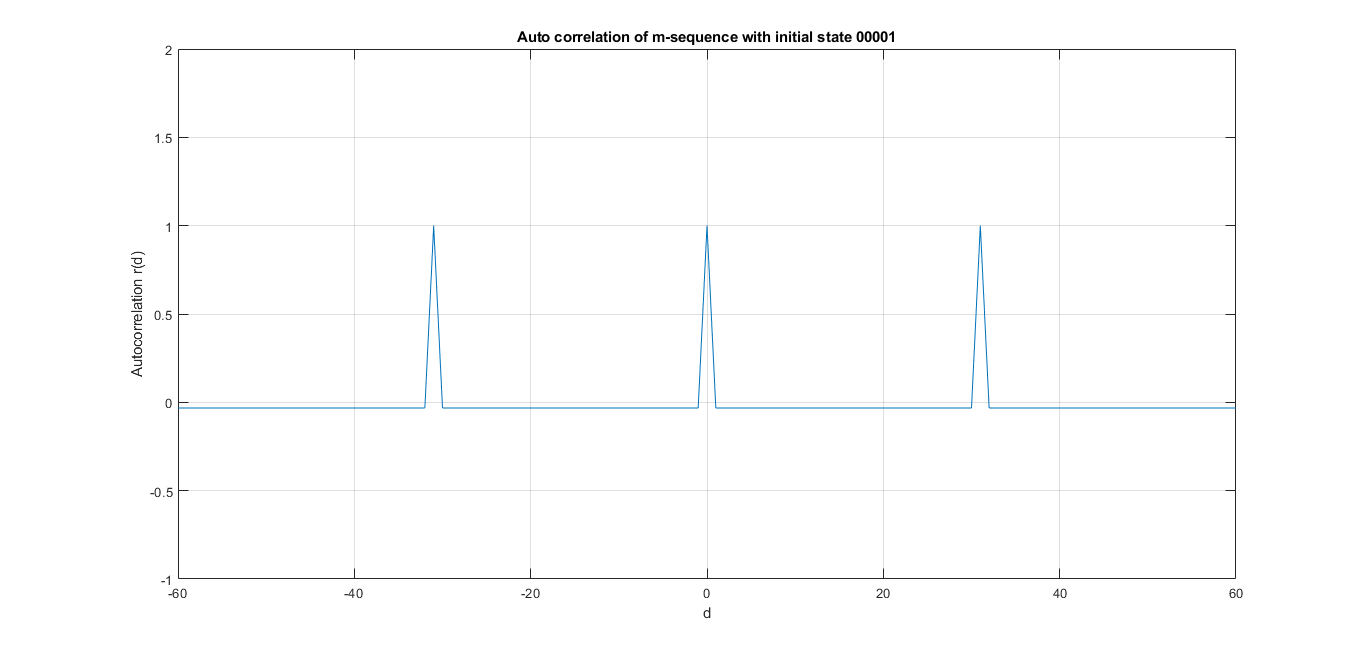 Auto correlation of m-sequence with initial state 00001
2
1.5
1
0.5
0
-0.5
-1
Autocorrelation r(d)
-60 -40 -20 0 20 40 60
d